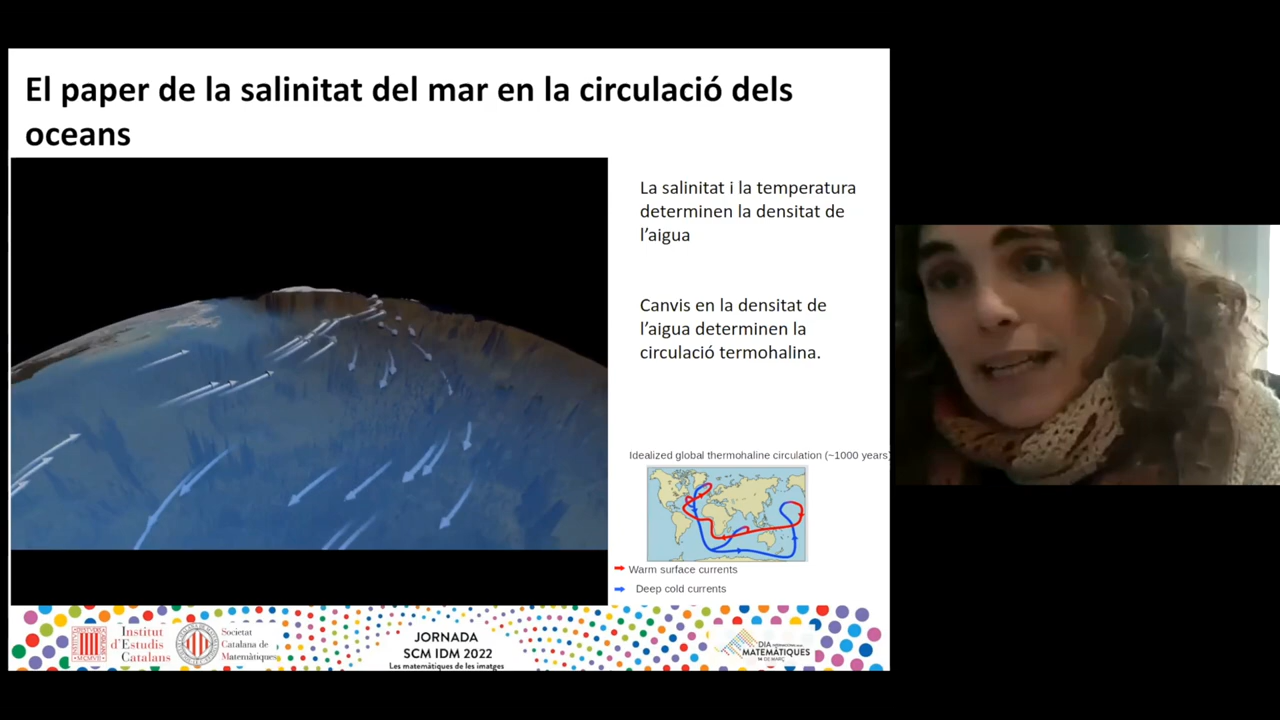 El paper de la salinitat del mar en la circulació dels
oceans
La salinitat i la temperatura
determinen la densitat de
l’aigua
Canvis en la densitat de
l’aigua determinen la
circulació termohalina.
Idealized global thermohaline circulation (~1000 years)
Warm surface currents
Deep cold currents
Institut
d'Estudis
Catalans
Societat
Catalana de
Matemàtiques
JORNADA
SCM IDM 2022
Les matemàtiques de les imatges
DIA
MATEMÀTIQUES
14 DE MARÇ